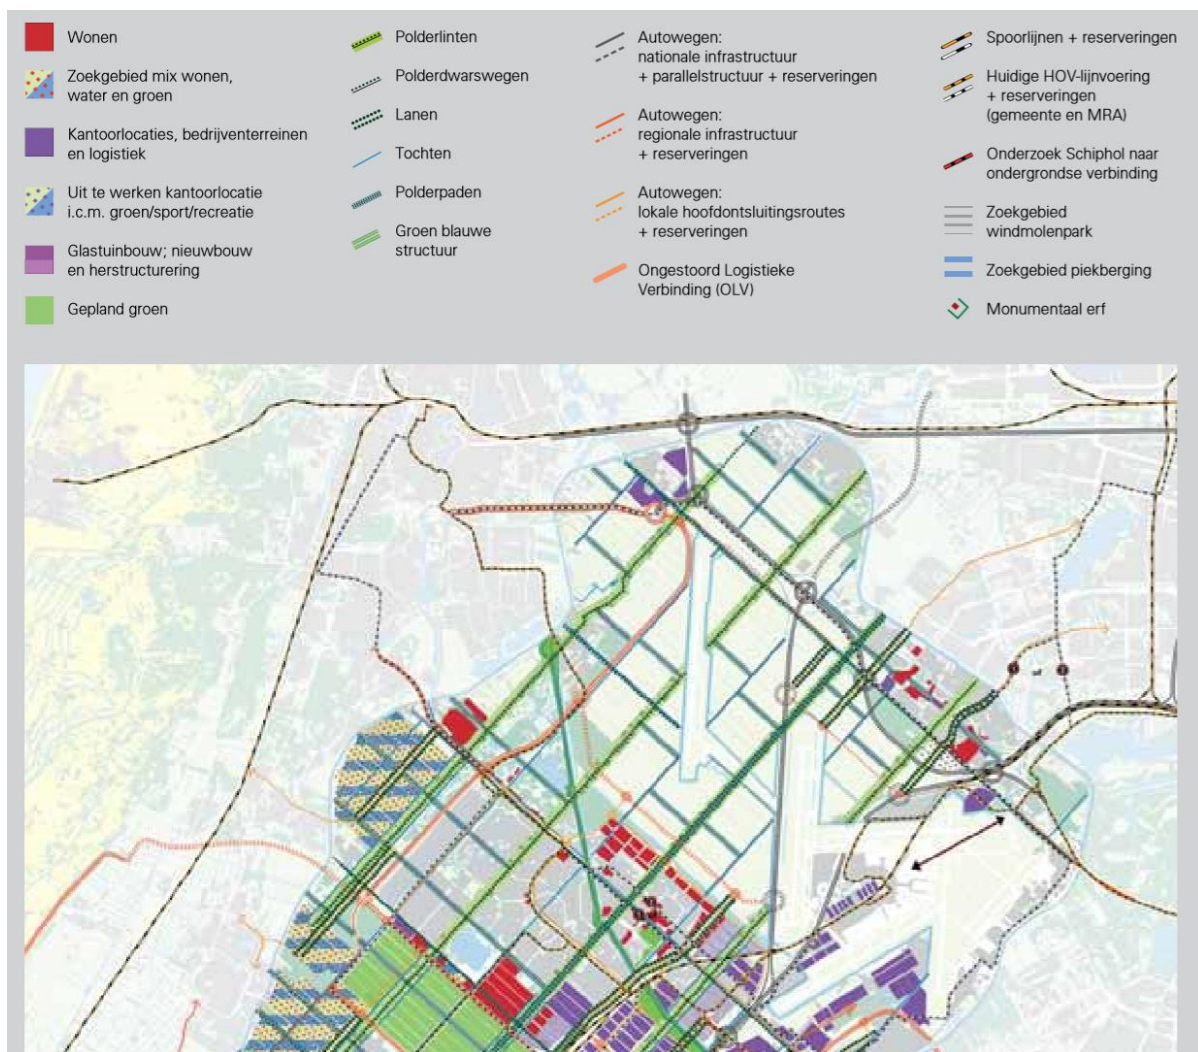 Wonen
Zoekgebied mix wonen,
water en groen
Kantoorlocaties, bedrijventerreinen
en logistiek
Uit te werken kantoorlocatie
i.c.m. groen/sport/recreatie
Glastuinbouw; nieuwbouw
en herstructurering
Gepland groen
Polderlinten
Polderdwarswegen
Lanen
Tochten
Polderpaden
Groen blauwe
structuur
Autowegen:
nationale infrastructuur
+ parallelstructuur + reserveringen
Autowegen:
regionale infrastructuur
+ reserveringen
Autowegen:
lokale hoofdontsluitingsroutes
+ reserveringen
Ongestoord Logistieke
Verbinding (OLV)
Spoorlijnen + reserveringen
Huidige HOV-lijnvoering
+ reserveringen
(gemeente en MRA)
Onderzoek Schiphol naar
ondergrondse verbinding
Zoekgebied
windmolenpark
Zoekgebied piekberging
Monumentaal erf